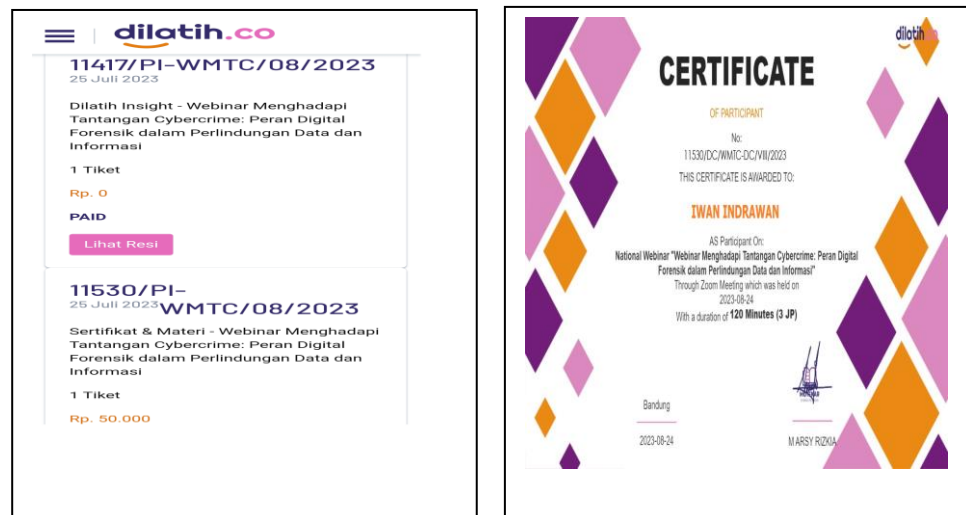 dilatih.co
11417/PI-WMTC/08/2023
25 Juli 2023
Dilatih Insight - Webinar Menghadapi
Tantangan Cybercrime: Peran Digital
Forensik dalam Perlindungan Data dan
Informasi
1 Tiket
Rp. 0
PAID
Lihat Resi
11530/PI-
25 Juli 2023 WMTC/08/2023
Sertifikat & Materi - Webinar Menghadapi
Tantangan Cybercrime: Peran Digital
Forensik dalam Perlindungan Data dan
Informasi
1 Tiket
Rp. 50.000
dilatih.co
CERTIFICATE
OF PARTICIPANT
No:
11530/DC/WMTC-DC/VIII/2023
THIS CERTIFICATE IS AWARDED TO:
IWAN INDRAWAN
AS Participant On:
National Webinar "Webinar Menghadapi Tantangan Cybercrime: Peran Digital
Forensik dalam Perlindungan Data dan Informasi"
Through Zoom Meeting which was held on
2023-08-24
With a duration of 120 Minutes (3 JP)
Bandung
2023-08-24
M ARSY RIZKIA